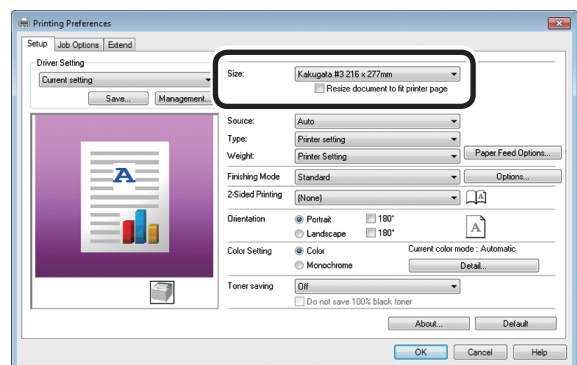 Printing Preferences
Setup Job Options Extend
Driver Setting
Current setting
Save... Management...
Size: Kakugata #3 216 x 277mm
Resize document to fit printer page
Source: Auto
Type: Printer setting
Weight: Printer Setting Paper Feed Options...
Finishing Mode Standard Options...
2-Sided Printing (None)
Orientation Portrait 180°
Landscape 180°
Color Setting Color Current color mode : Automatic
Monochrome Detail...
Toner saving Off
Do not save 100% black toner
About... Default
OK Cancel Help
A
A
A